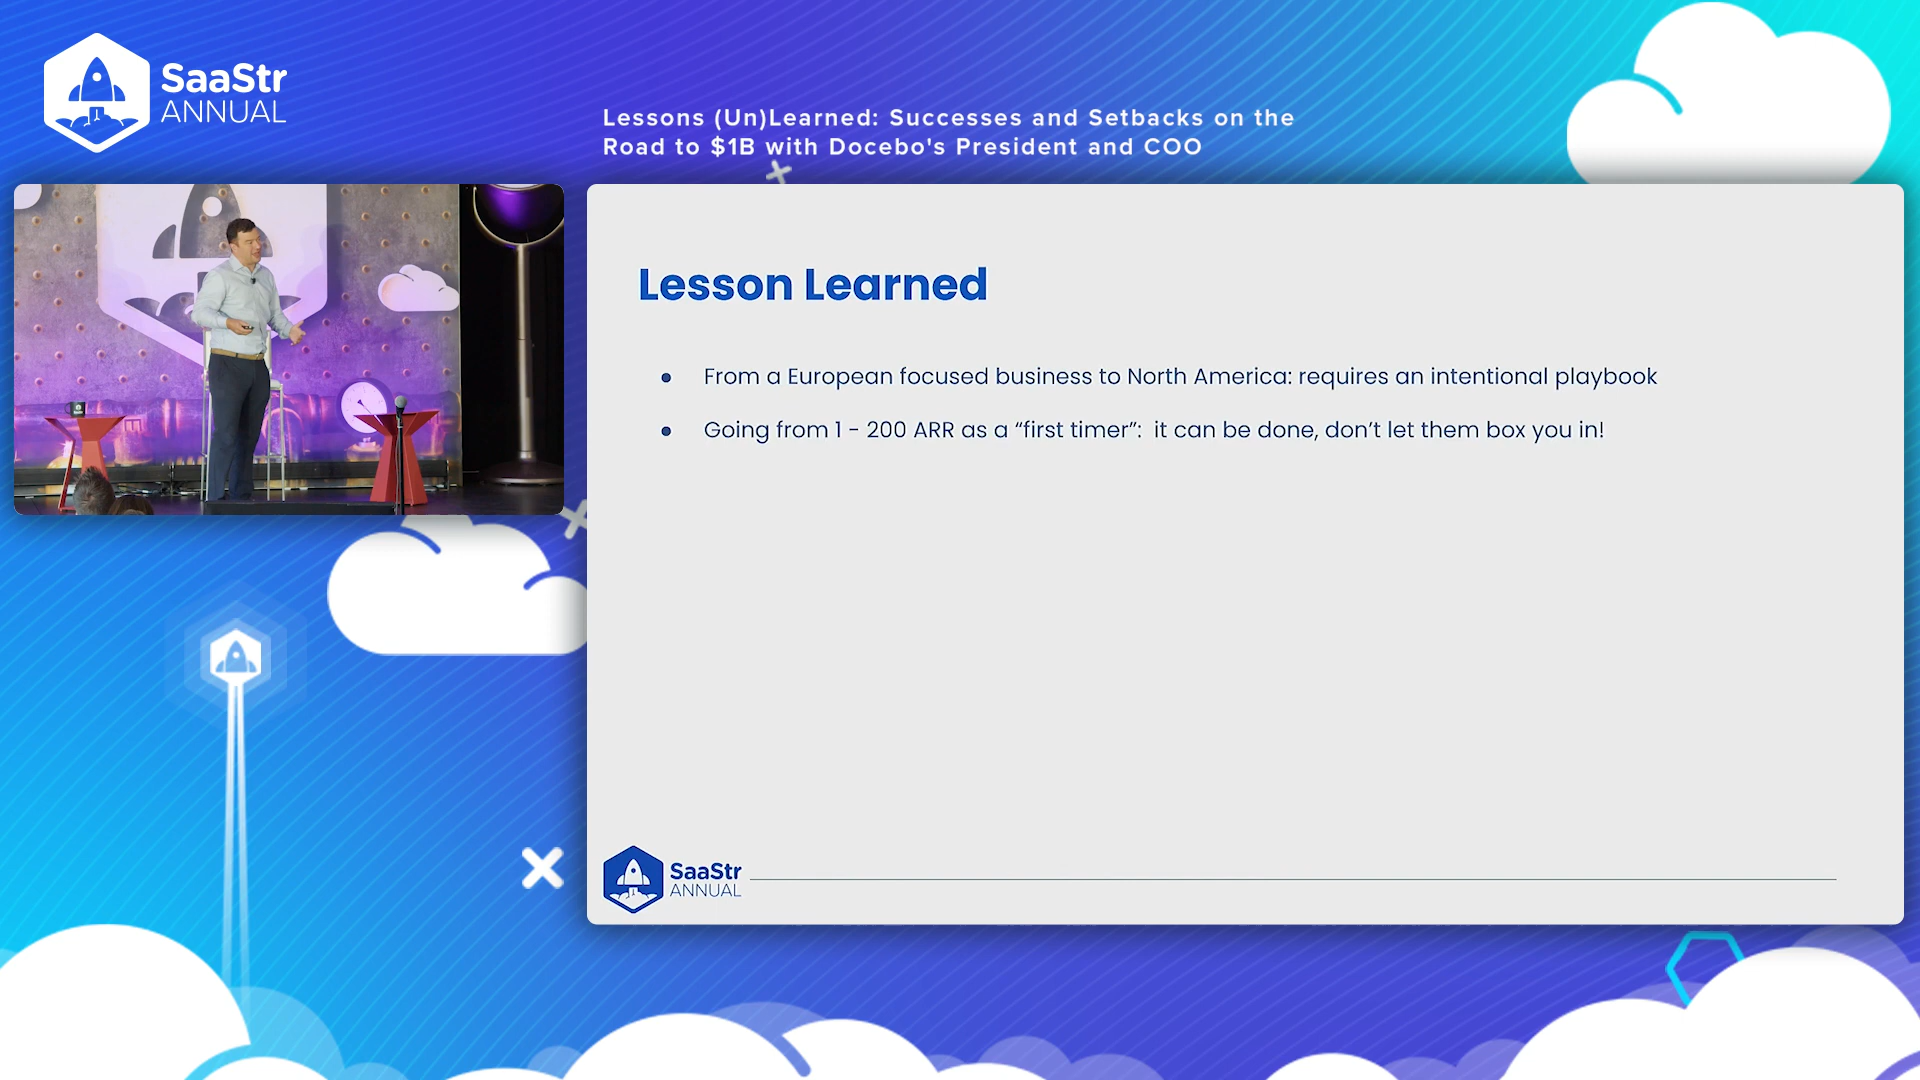 SaaStr
ANNUAL
Lessons (Un)Learned: Successes and Setbacks on the
Road to $1B with Docebo's President and COO
Lesson Learned
• From a European focused business to North America: requires an intentional playbook
• Going from 1 - 200 ARR as a “first timer”:  it can be done, don’t let them box you in!
SaaStr
ANNUAL